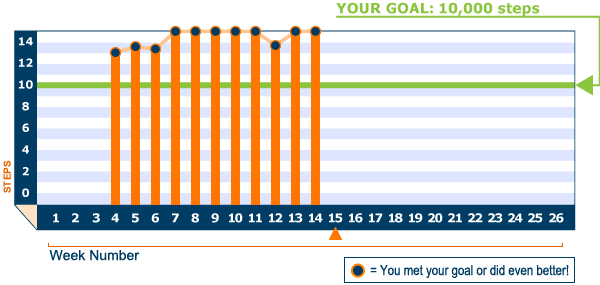 YOUR GOAL: 10,000 steps
14
12
10
8
6
4
2
0
STEPS
1 2 3 4 5 6 7 8 9 10 11 12 13 14 15 16 17 18 19 20 21 22 23 24 25 26
Week Number
= You met your goal or did even better!